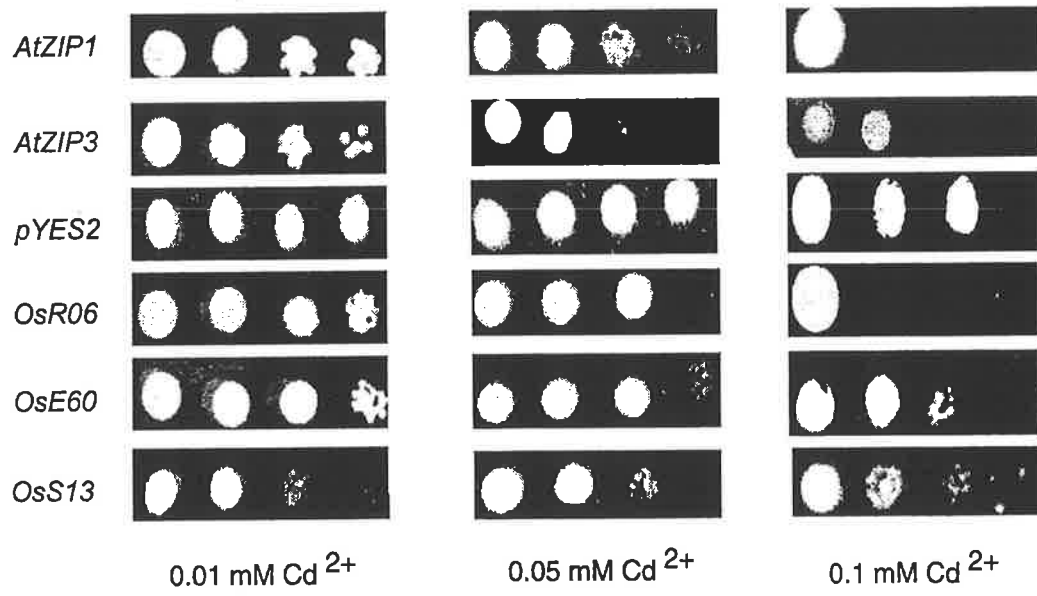 AtZIP1
AtZIP3
pYES2
OsR06
OsE60
OsS13
0.01 mM Cd 2+ 0.05 mM Cd 2+ 0.1 mM Cd 2+